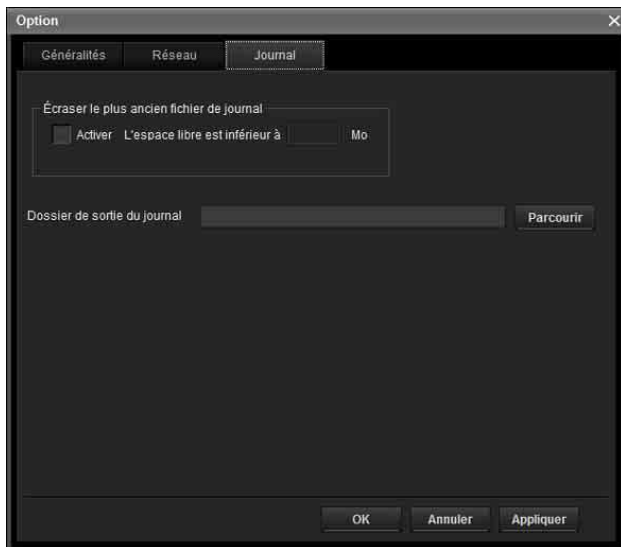 Option
Généralités Réseau Journal
Écraser le plus ancien fichier de journal
Activer L'espace libre est inférieur à Mo
Dossier de sortie du journal Parcourir
OK Annuler Appliquer